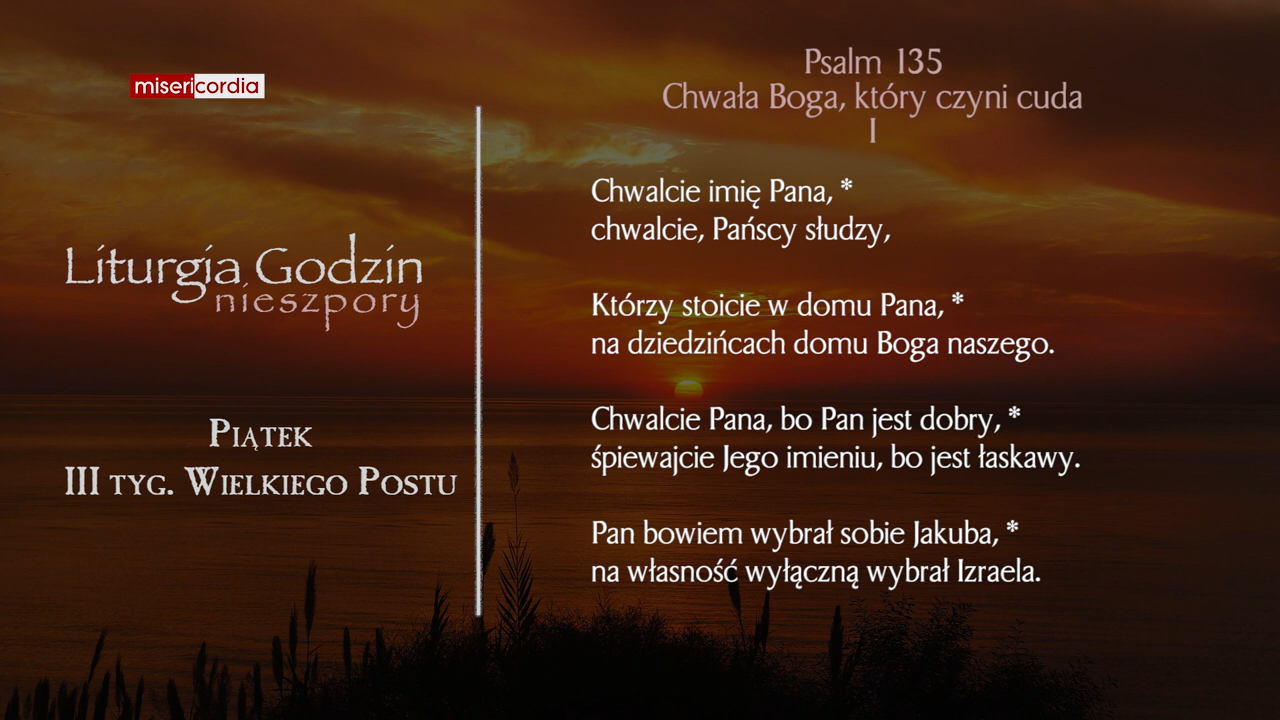 misericordia
Liturgia Godzin
nieszpory
Piątek
III tyg. Wielkiego Postu
Psalm 135
Chwała Boga, który czyni cuda
I
Chwalcie imię Pana, *
chwalcie, Pańscy słudzy,
Którzy stoicie w domu Pana, *
na dziedzińcach domu Boga naszego.
Chwalcie Pana, bo Pan jest dobry, *
śpiewajcie Jego imieniu, bo jest łaskawy.
Pan bowiem wybrał sobie Jakuba, *
na własność wyłączną wybrał Izraela.